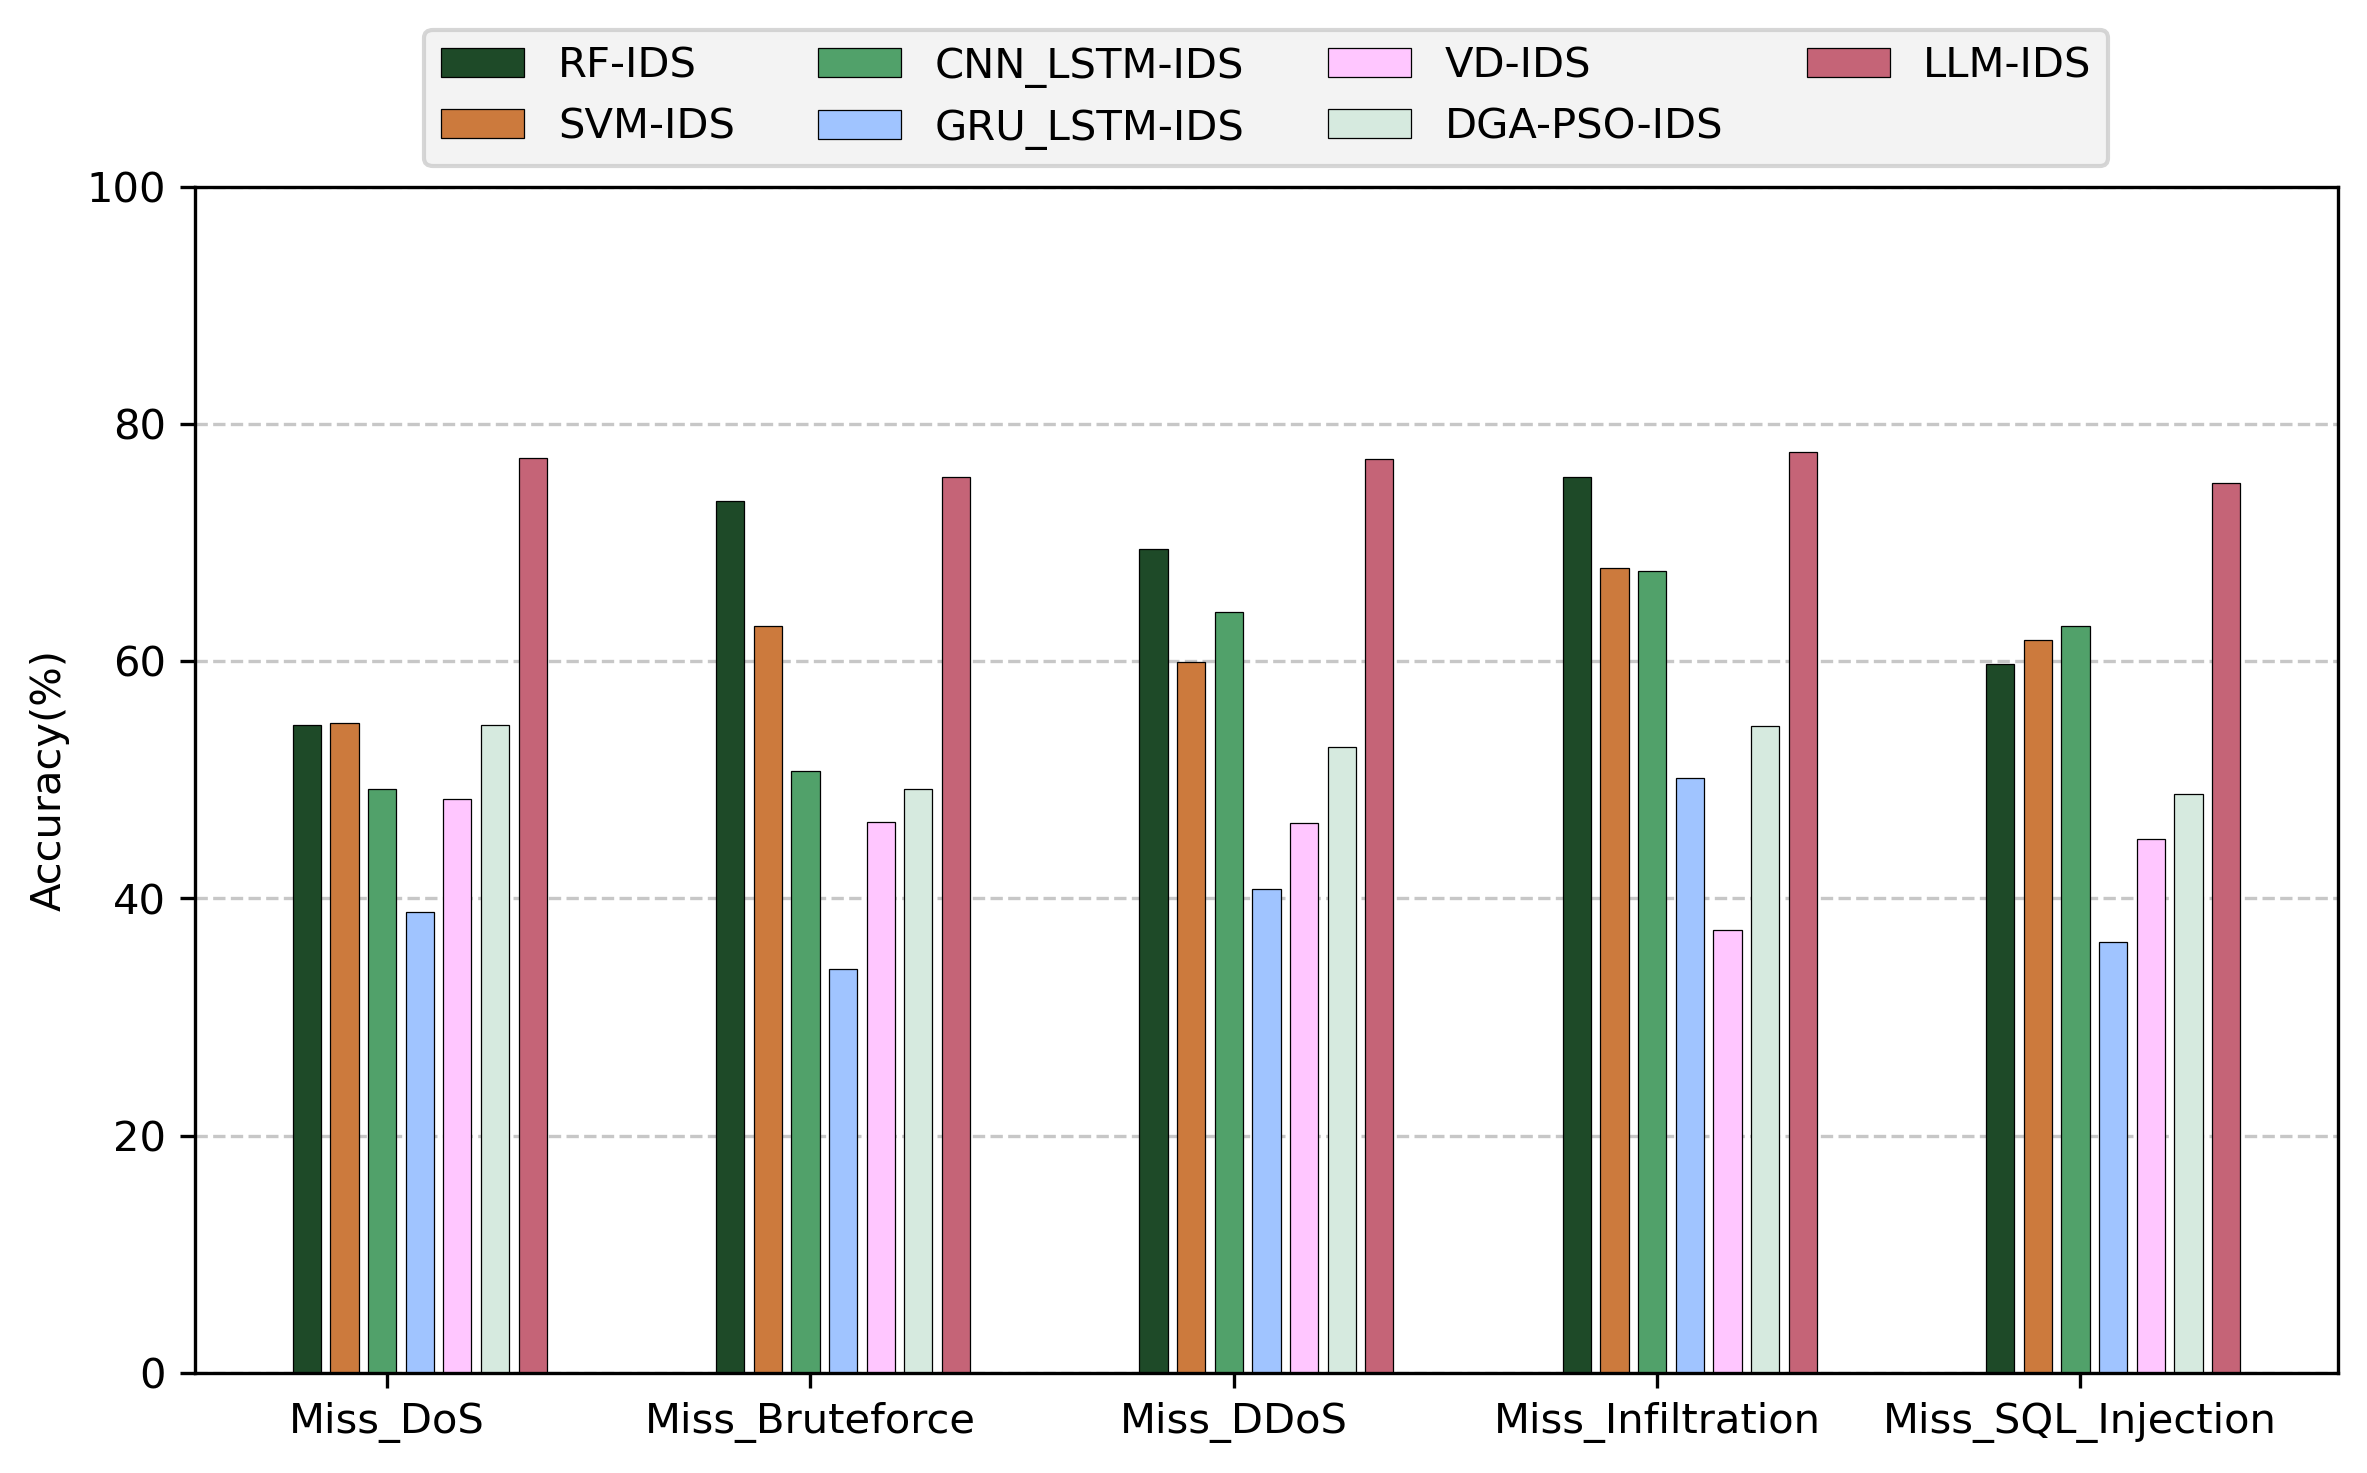 RF-IDS CNN_LSTM-IDS VD-IDS LLM-IDS
SVM-IDS GRU_LSTM-IDS DGA-PSO-IDS
100
80
60
40
20
0
Accuracy(%)
Miss_DoS Miss_Bruteforce Miss_DDoS Miss_Infiltration Miss_SQL_Injection